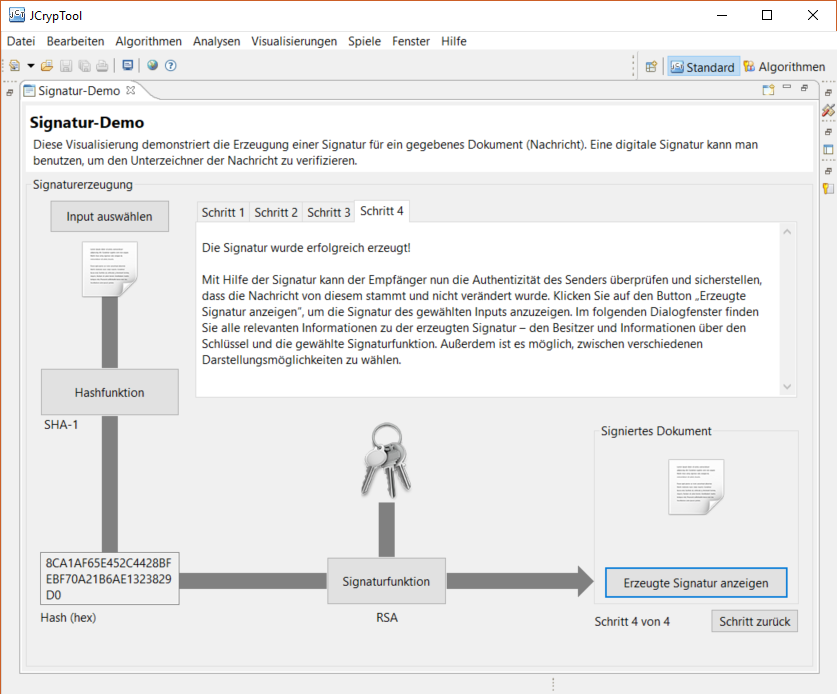 JCrypTool
Datei Bearbeiten Algorithmen Analysen Visualisierungen Spiele Fenster Hilfe
Standard Algorithmen
Signatur-Demo
Signatur-Demo
Diese Visualisierung demonstriert die Erzeugung einer Signatur für ein gegebenes Dokument (Nachricht). Eine digitale Signatur kann man
benutzen, um den Unterzeichner der Nachricht zu verifizieren.
Signaturerzeugung
Input auswählen
Schritt 1 Schritt 2 Schritt 3 Schritt 4
Die Signatur wurde erfolgreich erzeugt!
Mit Hilfe der Signatur kann der Empfänger nun die Authentizität des Senders überprüfen und sicherstellen,
dass die Nachricht von diesem stammt und nicht verändert wurde. Klicken Sie auf den Button „Erzeugte
Signatur anzeigen“, um die Signatur des gewählten Inputs anzuzeigen. Im folgenden Dialogfenster finden
Sie alle relevanten Informationen zu der erzeugten Signatur – den Besitzer und Informationen über den
Schlüssel und die gewählte Signaturfunktion. Außerdem ist es möglich, zwischen verschiedenen
Darstellungsmöglichkeiten zu wählen.
Hashfunktion
SHA-1
Signiertes Dokument
8CA1AF65E452C4428BF
EBF70A21B6AE1323829
D0
Hash (hex)
Signaturfunktion
RSA
Erzeugte Signatur anzeigen
Schritt 4 von 4
Schritt zurück